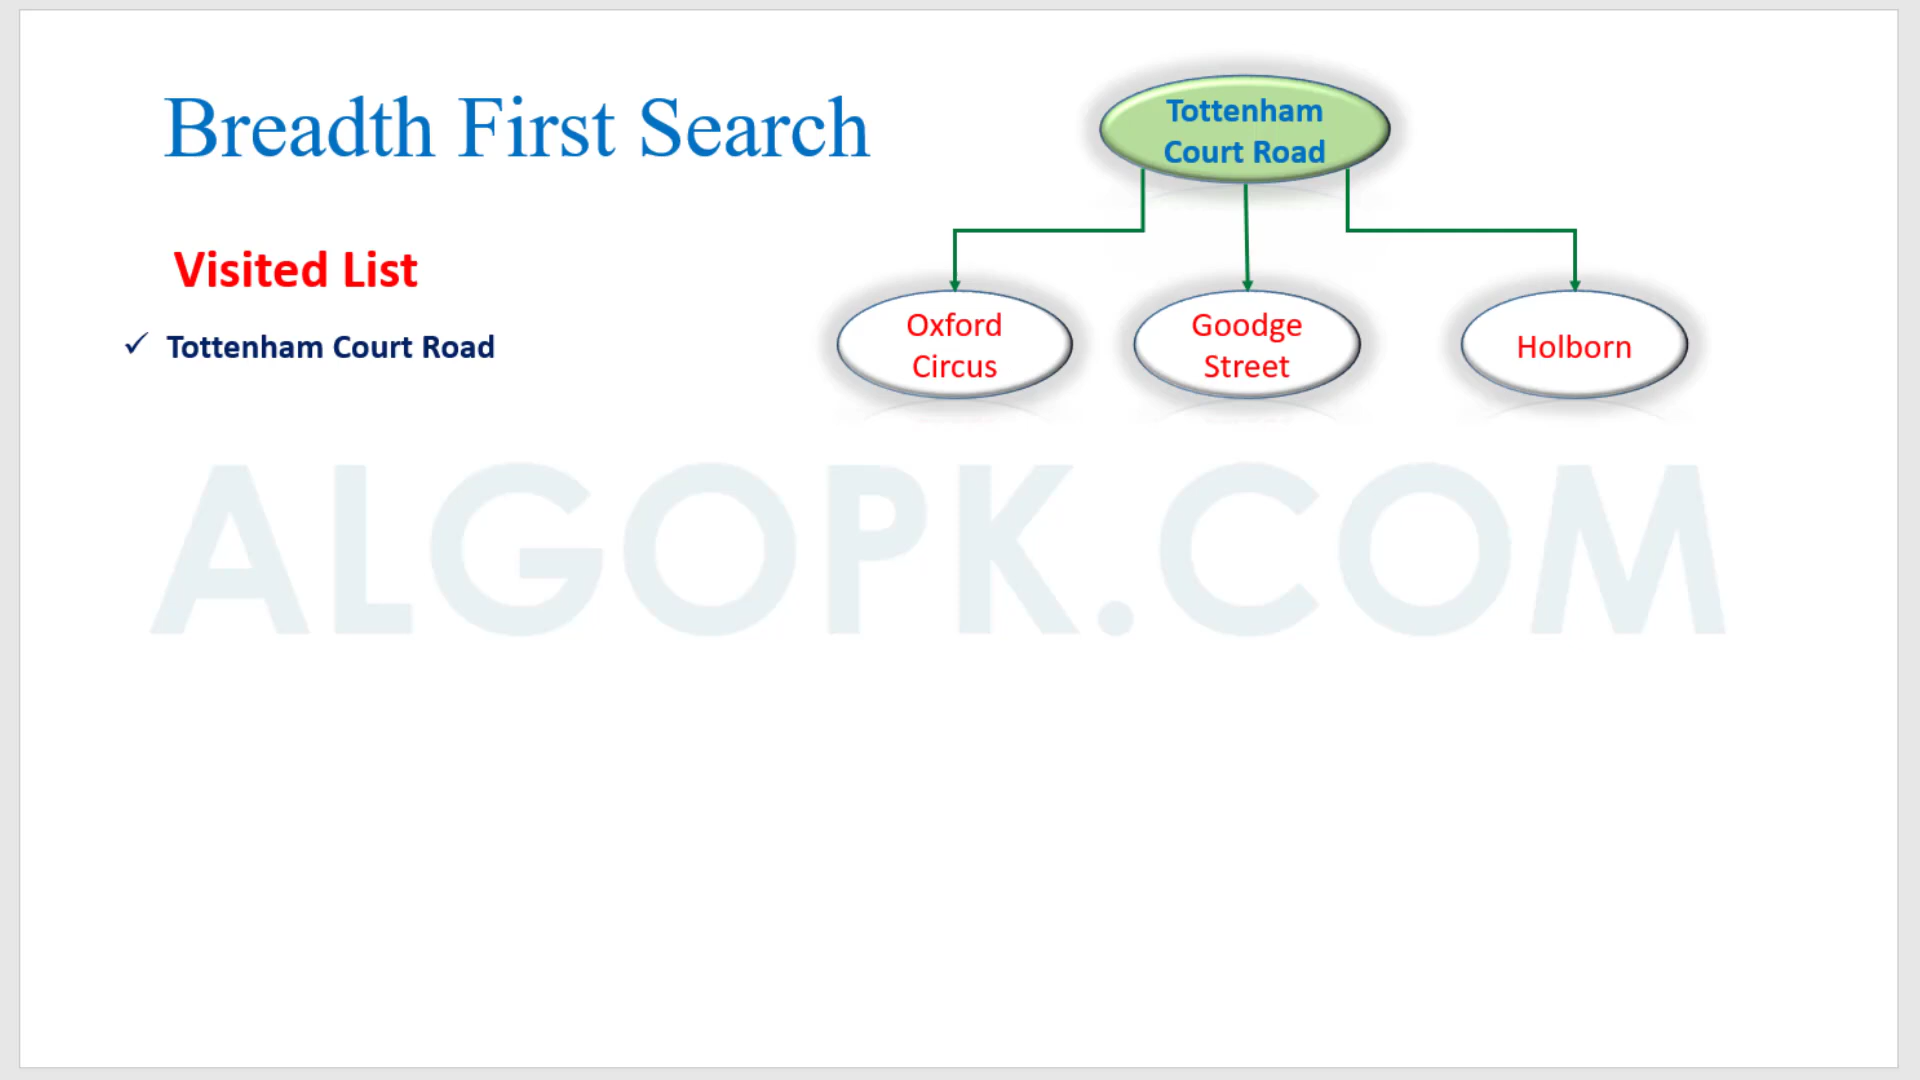 Breadth First Search
Tottenham
Court Road
Visited List
✓ Tottenham Court Road
Oxford
Circus
Goodge
Street
Holborn
ALGOPK.COM